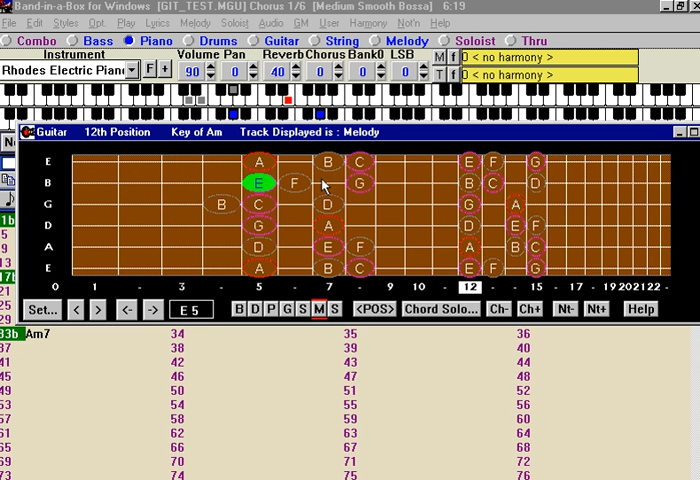 Band-in-a-Box for Windows [GIT_TEST.MGU] Chorus 1/6 [Medium Smooth Bossa] 6:19
File Edit Opt. Play Lyrics Melody Soloist Audio GM User Harmony Not'n Help
Combo Bass Piano Drums Guitar String Melody Soloist Thru
Instrument Volume Pan Reverb Chorus Bank0 LSB
M f 0 < no harmony >
Rhodes Electric Pian F + 90 0 40 0 0 0
T f 0 < no harmony >
Guitar 12th Position Key of Am Track Displayed is : Melody
E A B C E F G
B E F G B C D
G B C D G A
D G A D E F
A D E F A B C
E A B C E F G
0 1 - 3 - 5 - 7 - 9 - - 12 - - 15 - - - 19 20 21 22 -
Set... < > <- -> E 5 B D P G S M S <POS> Chord Solo... Ch- Ch+ Nt- Nt+ Help
33b Am7 34 35 36
37 38 39 40
41 42 43 44
45 46 47 48
49 50 51 52
53 54 55 56
57 58 59 60
61 62 63 64
65 66 67 68
69 70 71 72
73 74 75 76